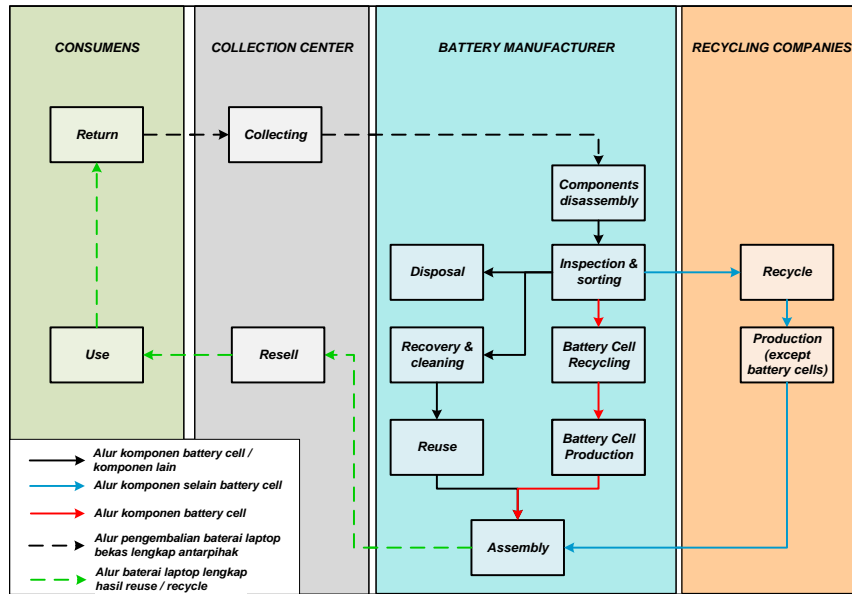 CONSUMENS
COLLECTION CENTER
BATTERY MANUFACTURER
RECYCLING COMPANIES
Return
Collecting
Components
disassembly
Disposal
Inspection &
sorting
Recycle
Use
Resell
Recovery &
cleaning
Battery Cell
Recycling
Production
(except
battery cells)
Reuse
Battery Cell
Production
Assembly
Alur komponen battery cell /
komponen lain
Alur komponen selain battery cell
Alur komponen battery cell
Alur pengembalian baterai laptop
bekas lengkap antarpihak
Alur baterai laptop lengkap
hasil reuse / recycle